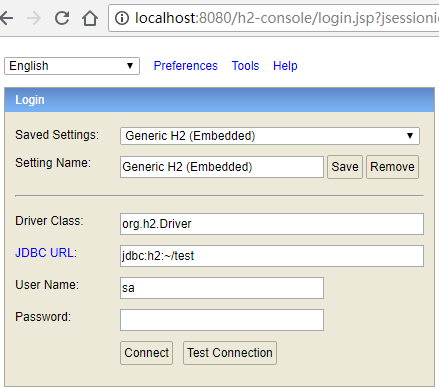 localhost:8080/h2-console/login.jsp?jsessioni
English Preferences Tools Help
Login
Saved Settings: Generic H2 (Embedded)
Setting Name: Generic H2 (Embedded) Save Remove
Driver Class: org.h2.Driver
JDBC URL: jdbc:h2:~/test
User Name: sa
Password:
Connect Test Connection